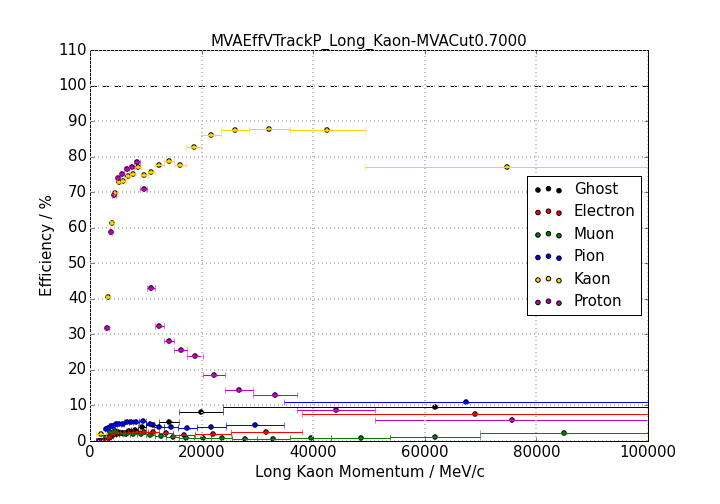 MVAEffVTrackP_Long_Kaon-MVACut0.7000
110
100
90
80
70
60
50
40
30
20
10
0
Efficiency / %
Ghost
Electron
Muon
Pion
Kaon
Proton
0 20000 40000 60000 80000 100000
Long Kaon Momentum / MeV/c